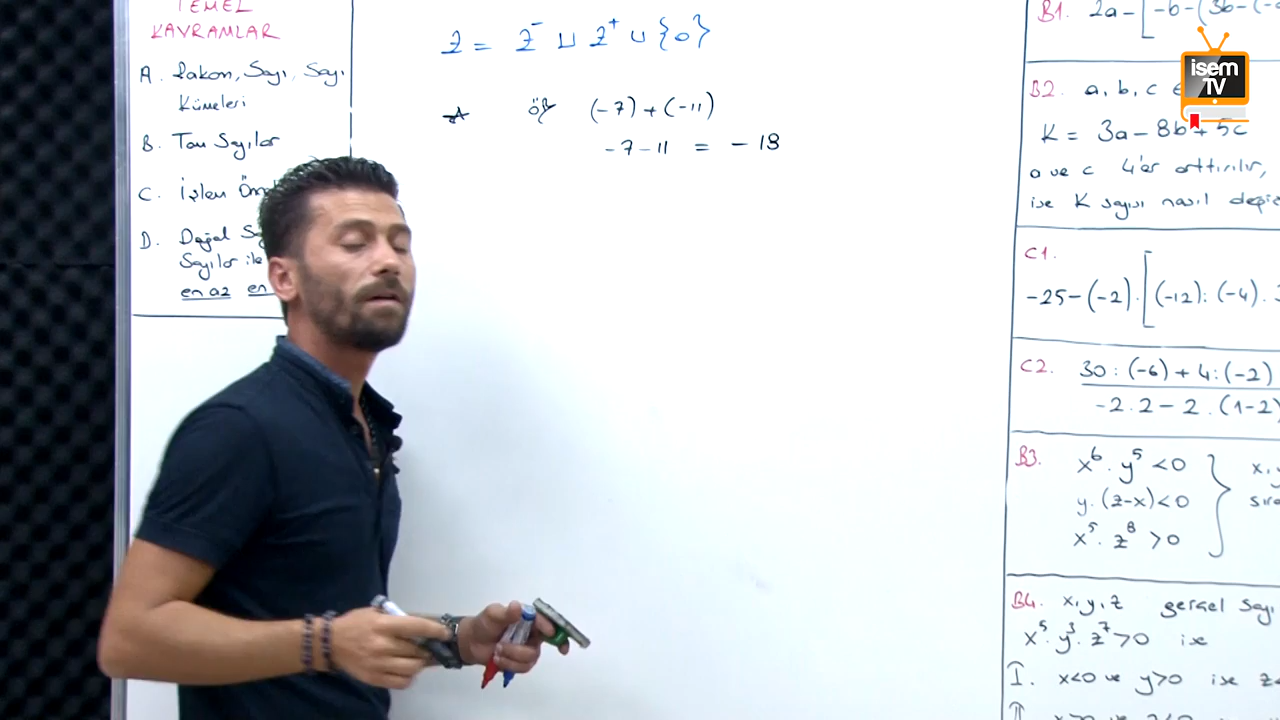 TEMEL
KAVRAMLAR
A. Rakam, Sayı, Sayı
Kümeleri
B. Tam Sayılar
C. İşlem Ön
D. Doğal Sa
Sayılar ile
en az en
Z = Z⁻ ∪ Z⁺ ∪ {0}
ör (-7) + (-11)
-7 - 11 = -18
B1. 2a - [-b - (3b - (-a
isem
TV
B2. a, b, c ∈
K = 3a - 8b + 5c
a ve c 4'er arttırılır,
ise K sayısı nasıl değiş
C1.
-25 - (-2) . [(-12) : (-4) . 3
C2. 30 : (-6) + 4 : (-2)
-2 . 2 - 2 . (1-2)
B3. x⁶ . y⁵ < 0
y . (z-x) < 0
x⁵ . z⁸ > 0
x, y
sıra
B4. x, y, z gerçel sayı
x⁵ . y³ . z⁷ > 0 ise
I. x<0 ve y>0 ise z<